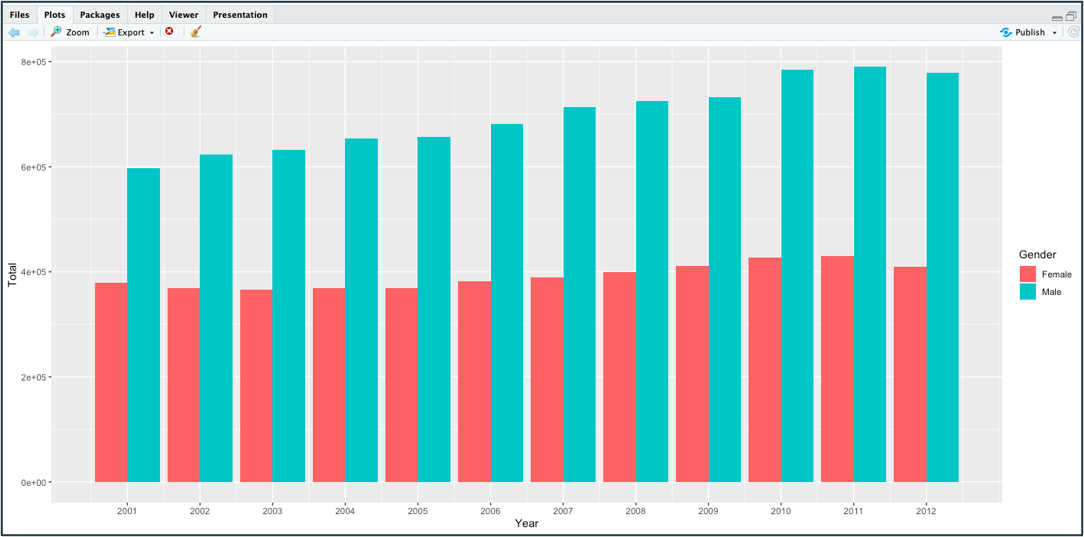 Files Plots Packages Help Viewer Presentation
Zoom Export Publish
8e+05
6e+05
4e+05
2e+05
0e+00
Total
2001 2002 2003 2004 2005 2006 2007 2008 2009 2010 2011 2012
Year
Gender
Female
Male